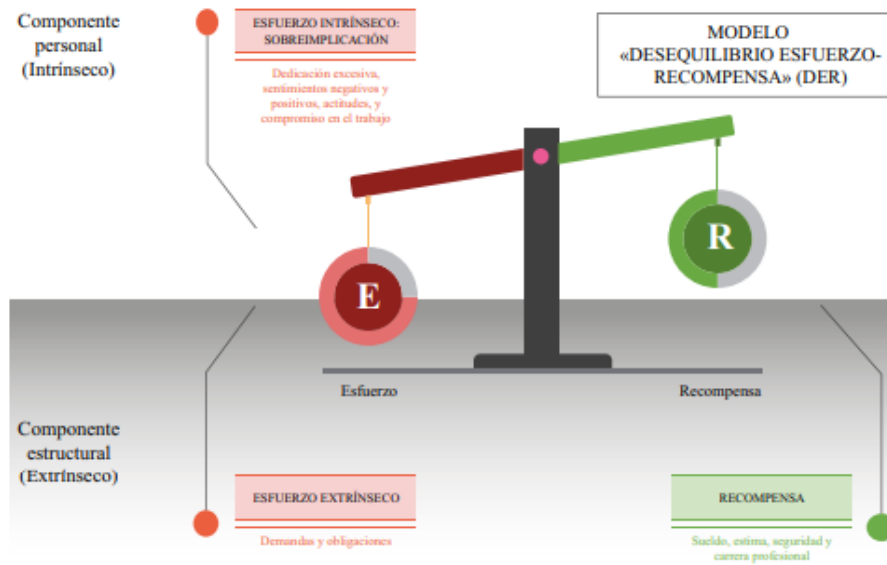 Componente
personal
(Intrínseco)
ESFUERZO INTRÍNSECO:
SOBREIMPLICACIÓN
Dedicación excesiva,
sentimientos negativos y
positivos, actitudes, y
compromiso en el trabajo
MODELO
«DESEQUILIBRIO ESFUERZO-
RECOMPENSA» (DER)
E
R
Esfuerzo
Recompensa
Componente
estructural
(Extrínseco)
ESFUERZO EXTRÍNSECO
Demandas y obligaciones
RECOMPENSA
Sueldo, estima, seguridad y
carrera profesional